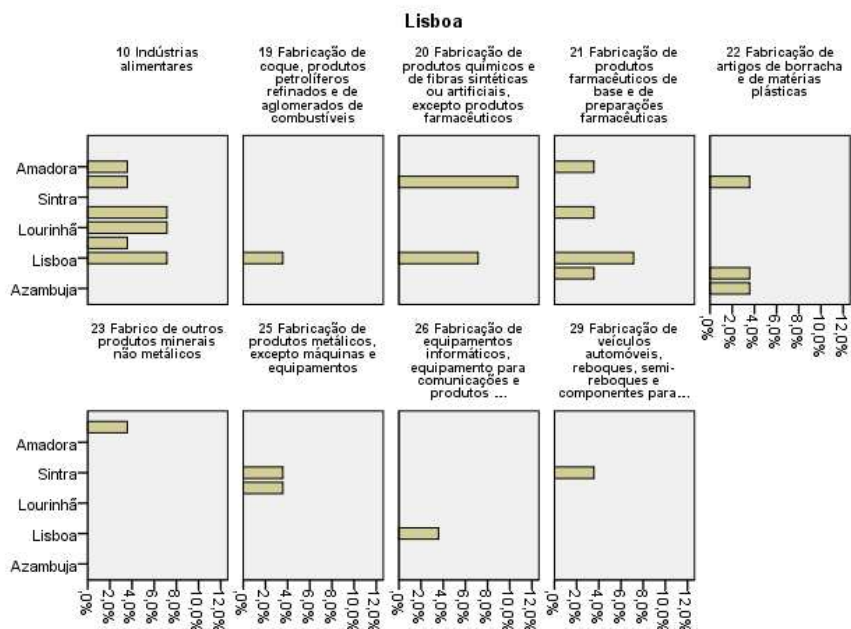 Lisboa
10 Indústrias
alimentares
19 Fabricação de
coque, produtos
petrolíferos
refinados e de
aglomerados de
combustíveis
20 Fabricação de
produtos químicos e
de fibras sintéticas
ou artificiais,
excepto produtos
farmacêuticos
21 Fabricação de
produtos
farmacêuticos de
base e de
preparações
farmacêuticas
22 Fabricação de
artigos de borracha
e de matérias
plásticas
Amadora
Sintra
Lourinhã
Lisboa
Azambuja
,0%
2,0%
4,0%
6,0%
8,0%
10,0%
12,0%
23 Fabrico de outros
produtos minerais
não metálicos
25 Fabricação de
produtos metálicos,
excepto máquinas e
equipamentos
26 Fabricação de
equipamentos
informáticos,
equipamento para
comunicações e
produtos ...
29 Fabricação de
veículos
automóveis,
reboques, semi-
reboques e
componentes para...
Amadora
Sintra
Lourinhã
Lisboa
Azambuja
,0%
2,0%
4,0%
6,0%
8,0%
10,0%
12,0%
,0%
2,0%
4,0%
6,0%
8,0%
10,0%
12,0%
,0%
2,0%
4,0%
6,0%
8,0%
10,0%
12,0%
,0%
2,0%
4,0%
6,0%
8,0%
10,0%
12,0%